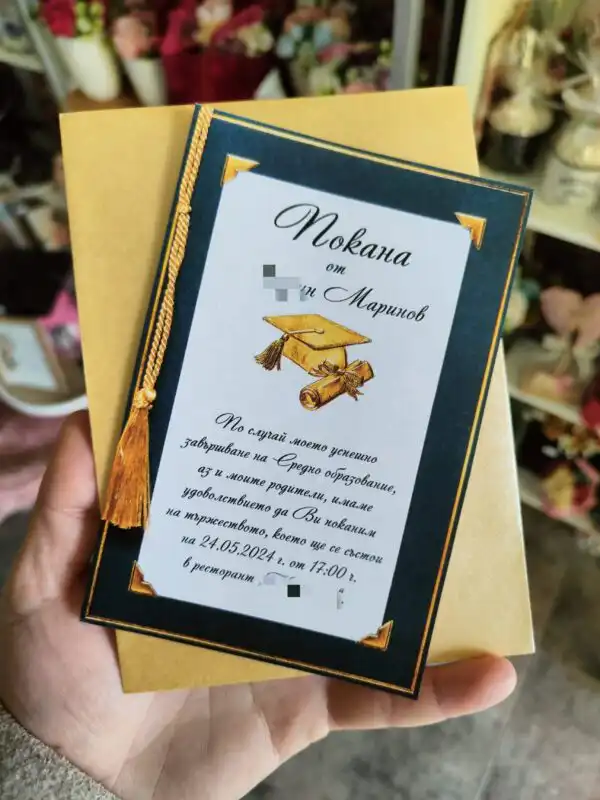 Покана
от
Маринов
По случай моето успешно
завършване на Средно образование,
аз и моите родители, имаме
удоволствието да Ви поканим
на тържеството, което ще се състои
на 24.05.2024 г. от 17:00 г.
в ресторант